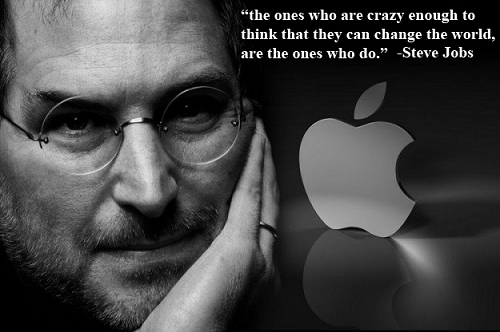 “the ones who are crazy enough to
think that they can change the world,
are the ones who do.” -Steve Jobs